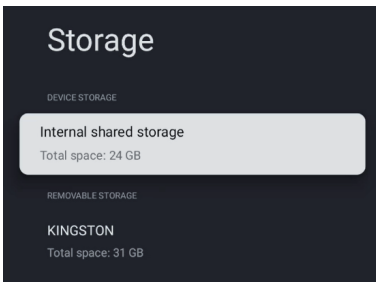 Storage
DEVICE STORAGE
Internal shared storage
Total space: 24 GB
REMOVABLE STORAGE
KINGSTON
Total space: 31 GB